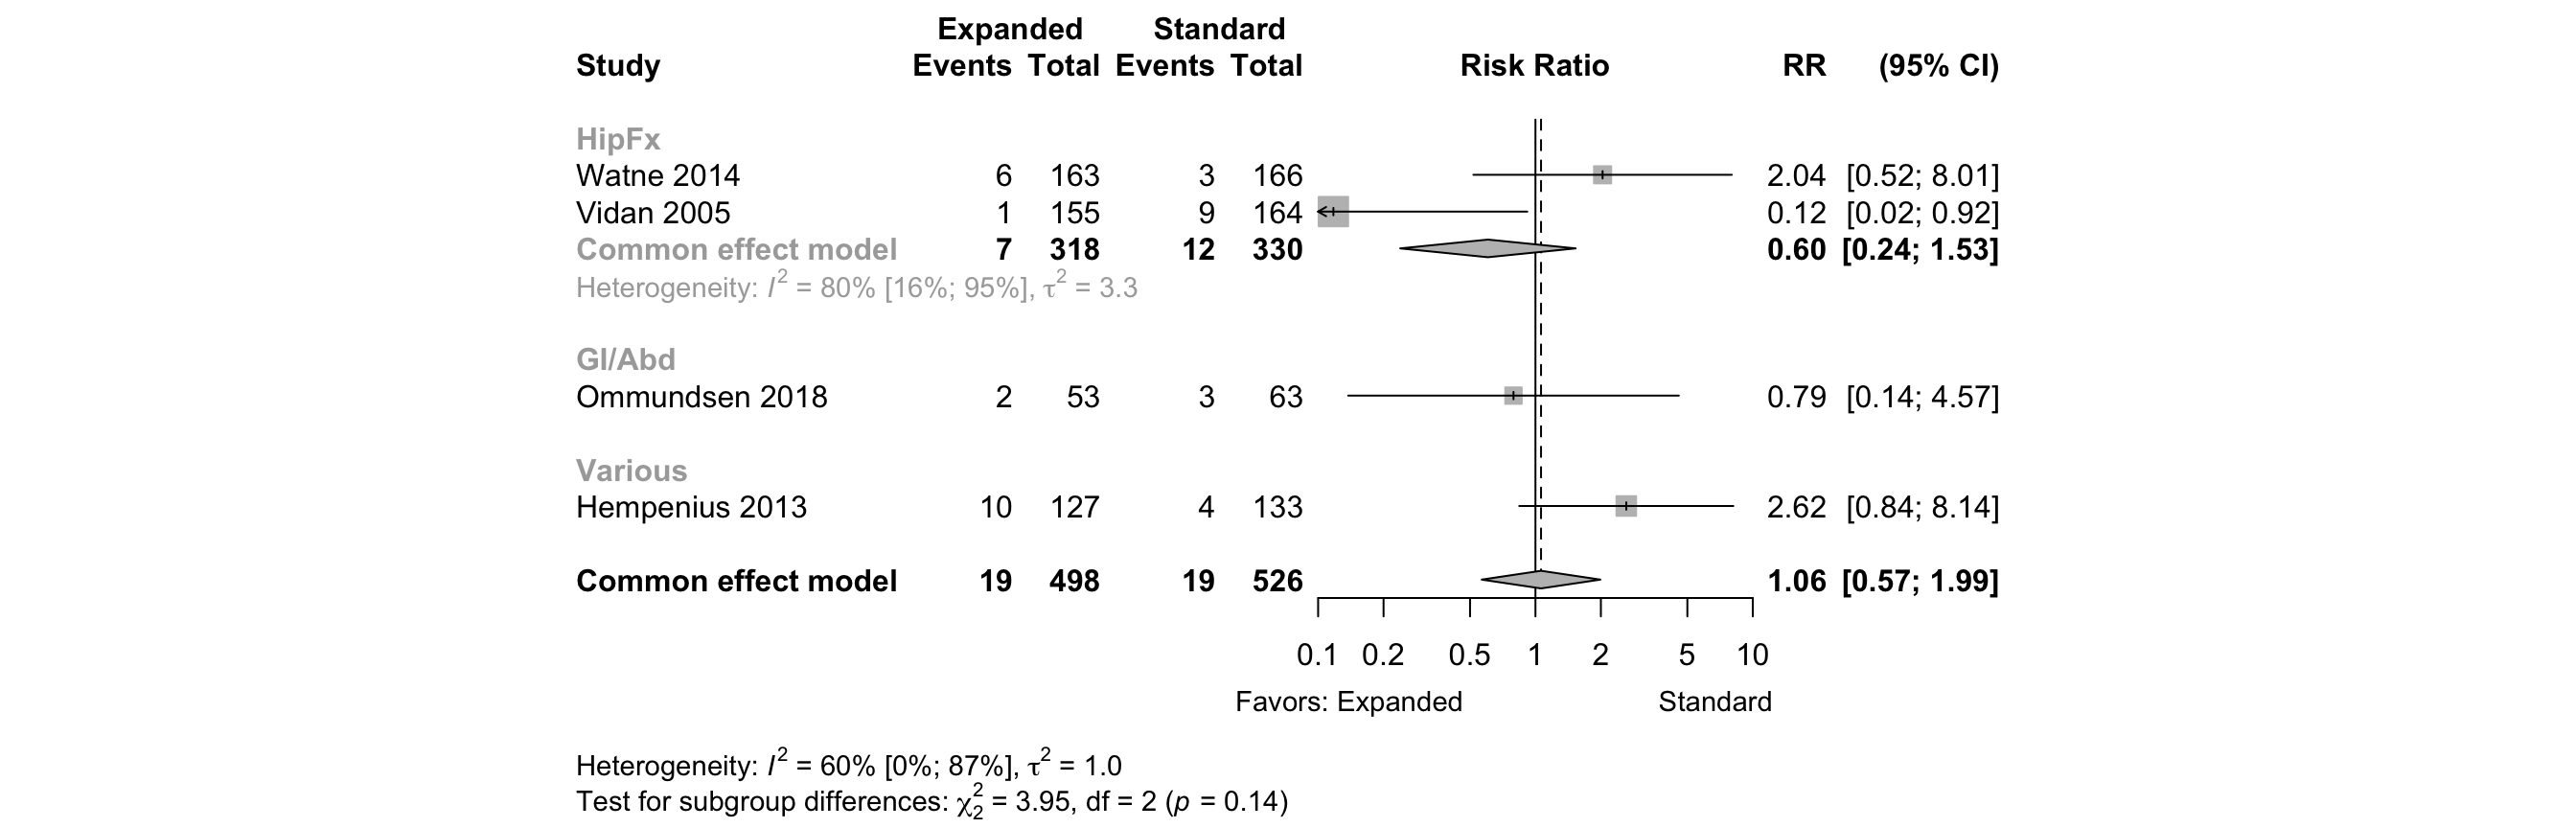 Expanded Standard
Study Events Total Events Total Risk Ratio RR (95% CI)
HipFx
Watne 2014 6 163 3 166 2.04 [0.52; 8.01]
Vidan 2005 1 155 9 164 0.12 [0.02; 0.92]
Common effect model 7 318 12 330 0.60 [0.24; 1.53]
Heterogeneity: I² = 80% [16%; 95%], τ² = 3.3
GI/Abd
Ommundsen 2018 2 53 3 63 0.79 [0.14; 4.57]
Various
Hempenius 2013 10 127 4 133 2.62 [0.84; 8.14]
Common effect model 19 498 19 526 1.06 [0.57; 1.99]
0.1 0.2 0.5 1 2 5 10
Favors: Expanded Standard
Heterogeneity: I² = 60% [0%; 87%], τ² = 1.0
Test for subgroup differences: χ²₂ = 3.95, df = 2 (p = 0.14)